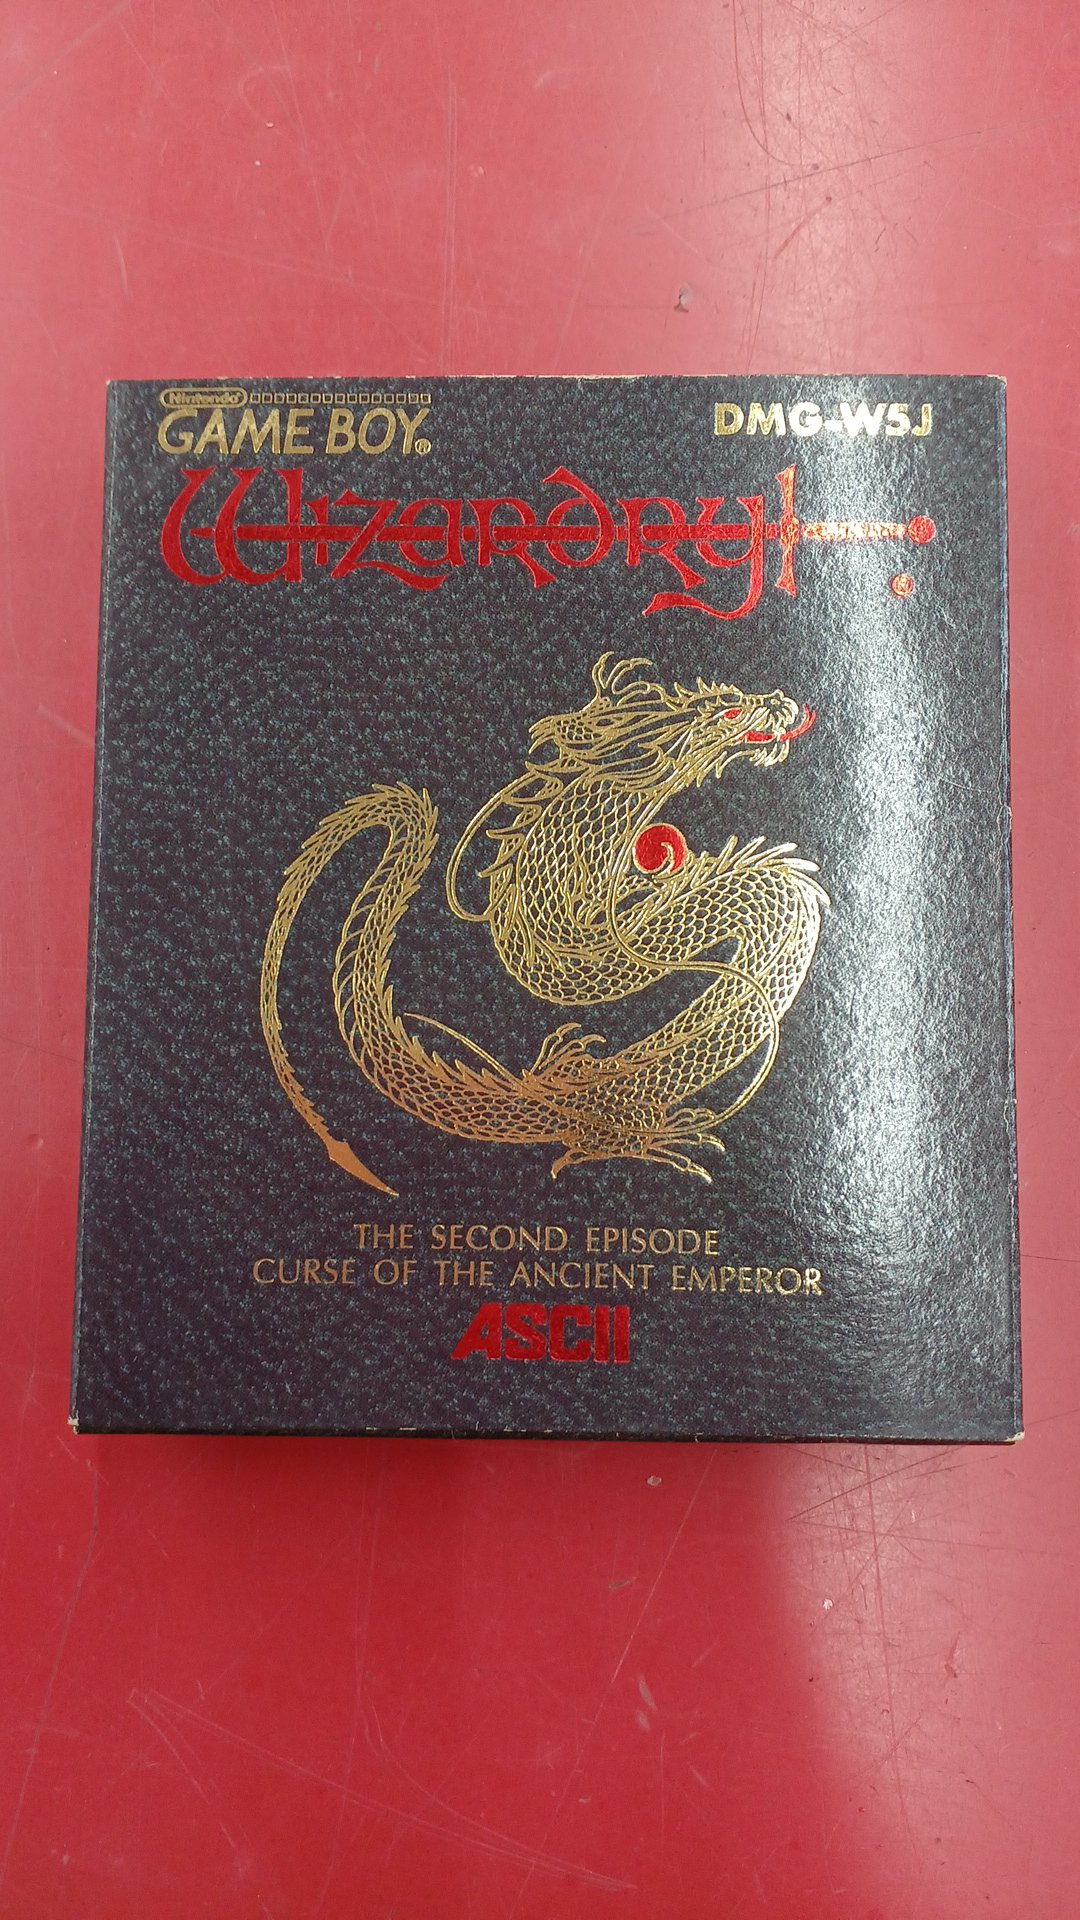 Nintendo
GAME BOY®
DMG-W5J
Wizardry®
THE SECOND EPISODE
CURSE OF THE ANCIENT EMPEROR
ASCII